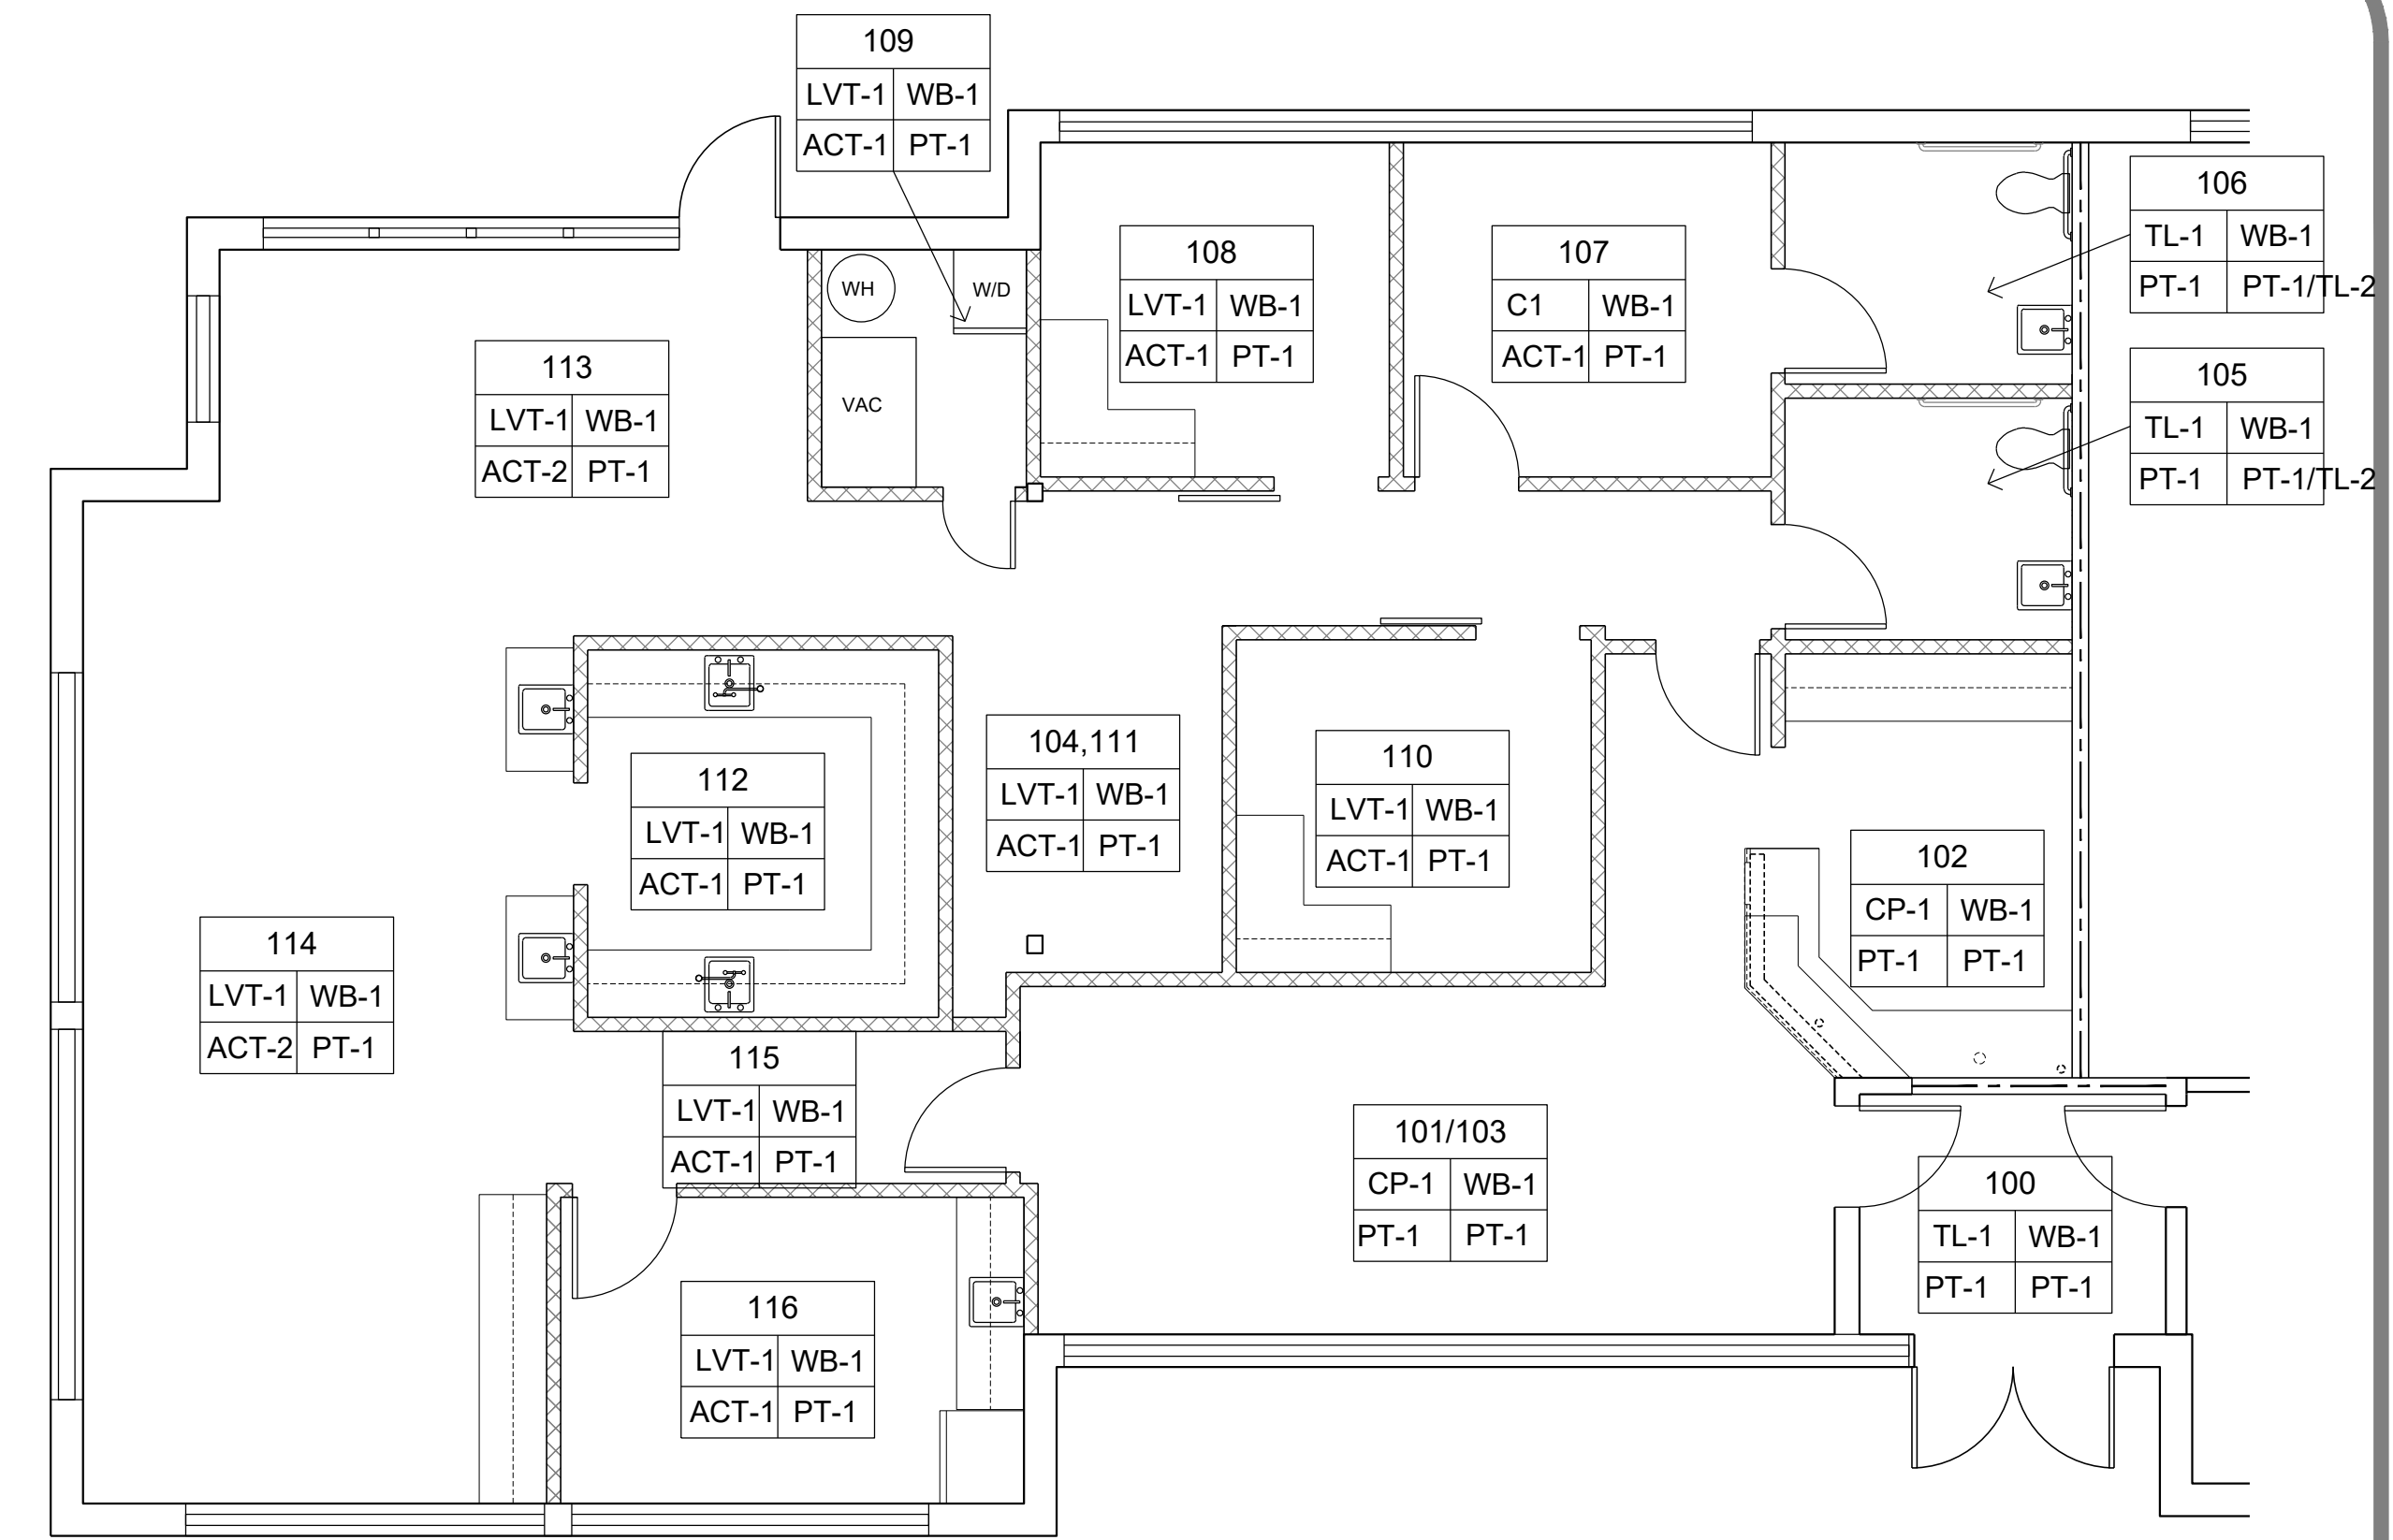 109
LVT-1 WB-1
ACT-1 PT-1
106
TL-1 WB-1
PT-1 PT-1/TL-2
108
LVT-1 WB-1
ACT-1 PT-1
107
C1 WB-1
ACT-1 PT-1
WH
W/D
VAC
113
LVT-1 WB-1
ACT-2 PT-1
105
TL-1 WB-1
PT-1 PT-1/TL-2
104,111
LVT-1 WB-1
ACT-1 PT-1
110
LVT-1 WB-1
ACT-1 PT-1
112
LVT-1 WB-1
ACT-1 PT-1
102
CP-1 WB-1
PT-1 PT-1
114
LVT-1 WB-1
ACT-2 PT-1
115
LVT-1 WB-1
ACT-1 PT-1
101/103
CP-1 WB-1
PT-1 PT-1
100
TL-1 WB-1
PT-1 PT-1
116
LVT-1 WB-1
ACT-1 PT-1